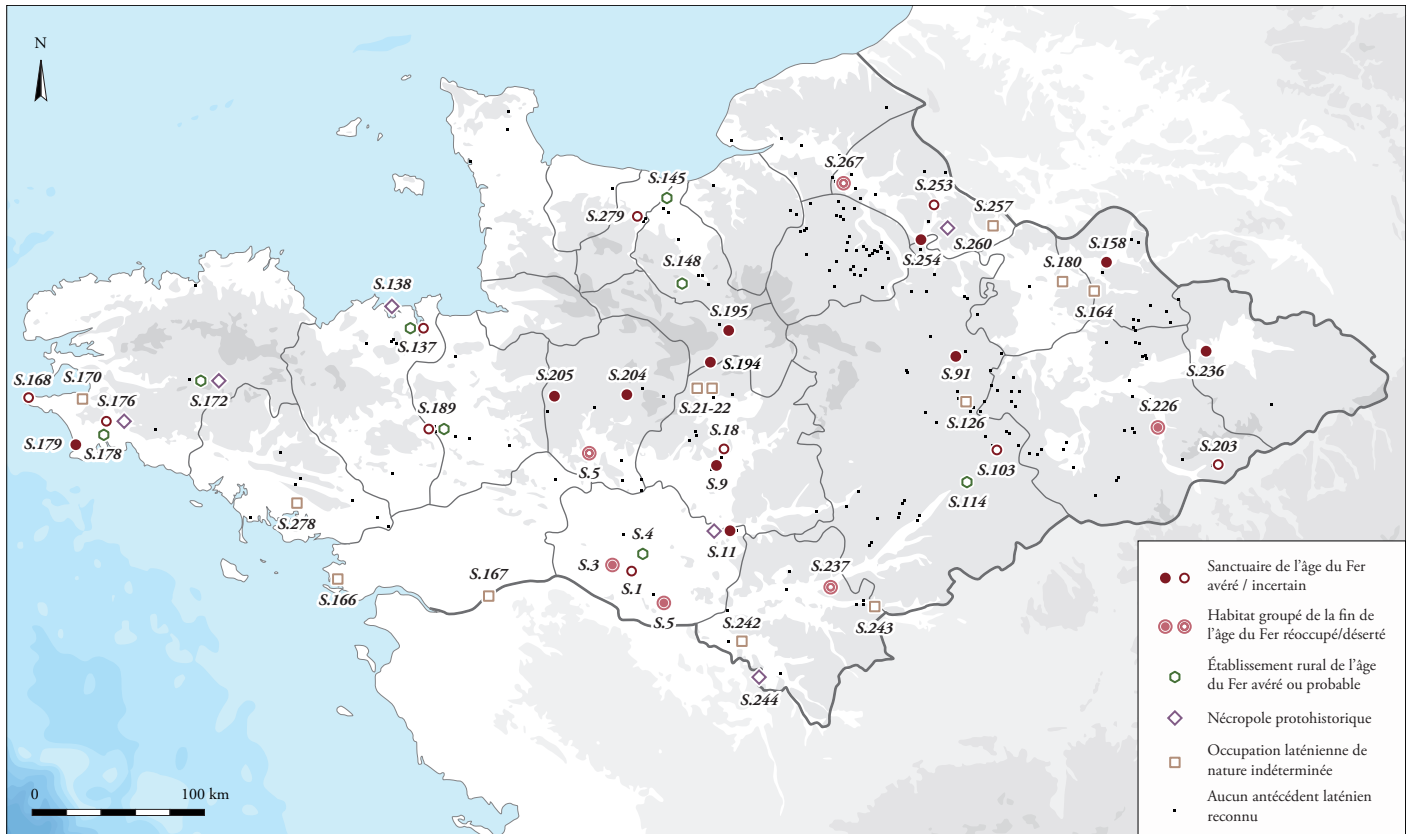 N
S.267
S.145
S.253
S.257
S.279
S.260
S.158
S.254
S.148
S.180
S.138
S.164
S.195
S.137
S.194
S.91
S.236
S.168
S.170
S.205
S.204
S.172
S.176
S.21-22
S.226
S.189
S.126
S.18
S.179
S.178
S.203
S.5
S.9
S.103
S.114
S.278
S.4
S.11
S.3
S.237
S.167
S.1
S.166
S.5
S.242
S.243
S.244
Sanctuaire de l’âge du Fer
avéré / incertain
Habitat groupé de la fin de
l’âge du Fer réoccupé/déserté
Établissement rural de l’âge
du Fer avéré ou probable
Nécropole protohistorique
Occupation laténienne de
nature indéterminée
Aucun antécédent laténien
reconnu
0 100 km